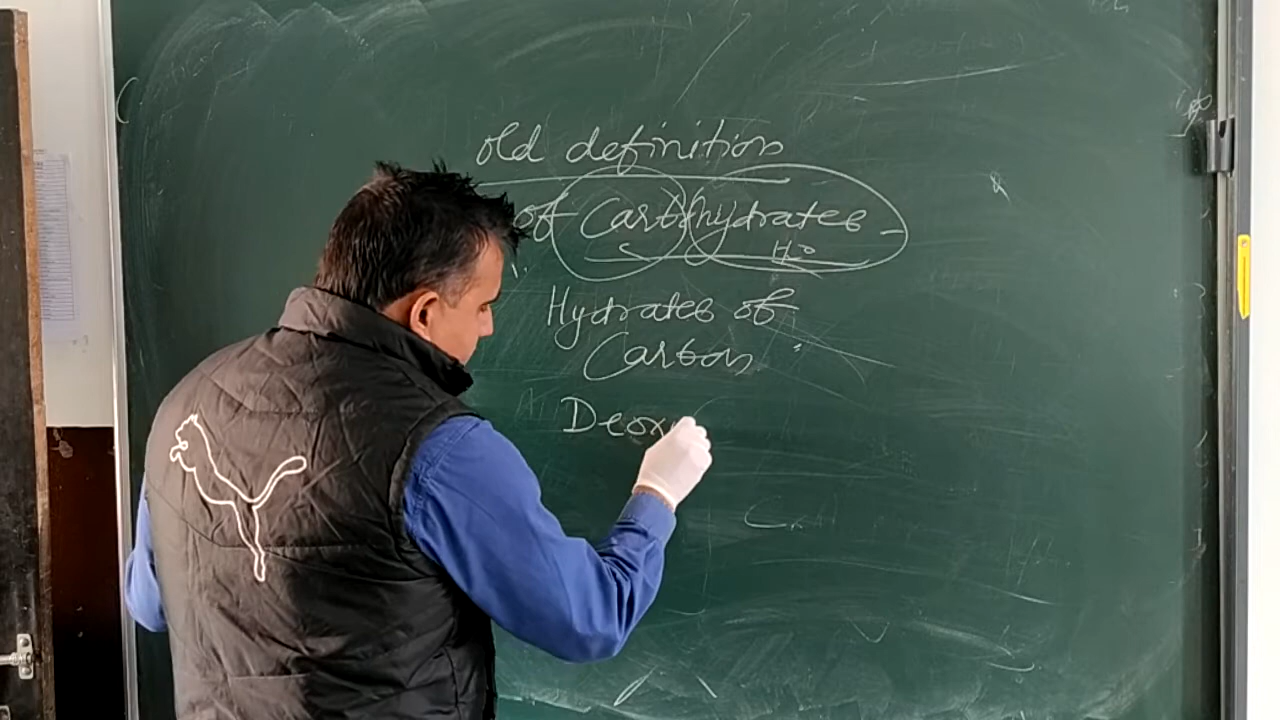 old definition
of Carbohydrates -
H2O
Hydrates of
Carbon
Deox